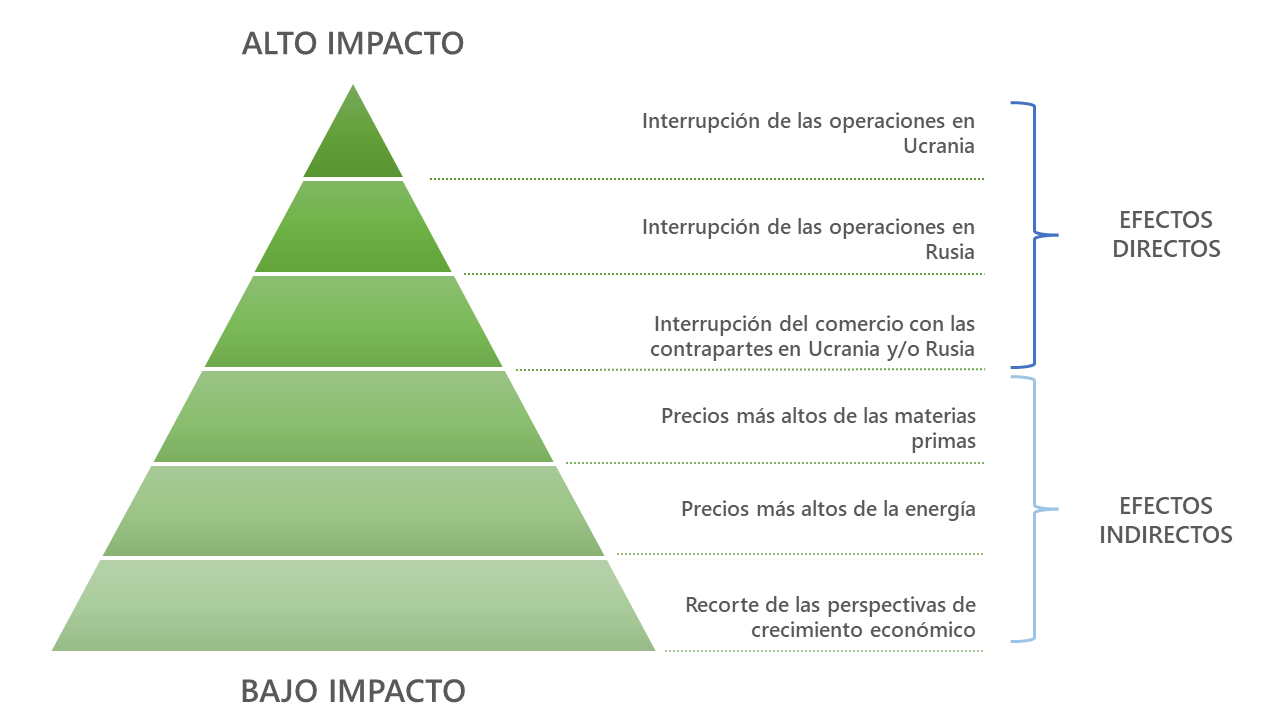 ALTO IMPACTO
Interrupción de las operaciones en
Ucrania
Interrupción de las operaciones en
Rusia
Interrupción del comercio con las
contrapartes en Ucrania y/o Rusia
EFECTOS
DIRECTOS
Precios más altos de las materias
primas
Precios más altos de la energía
Recorte de las perspectivas de
crecimiento económico
EFECTOS
INDIRECTOS
BAJO IMPACTO